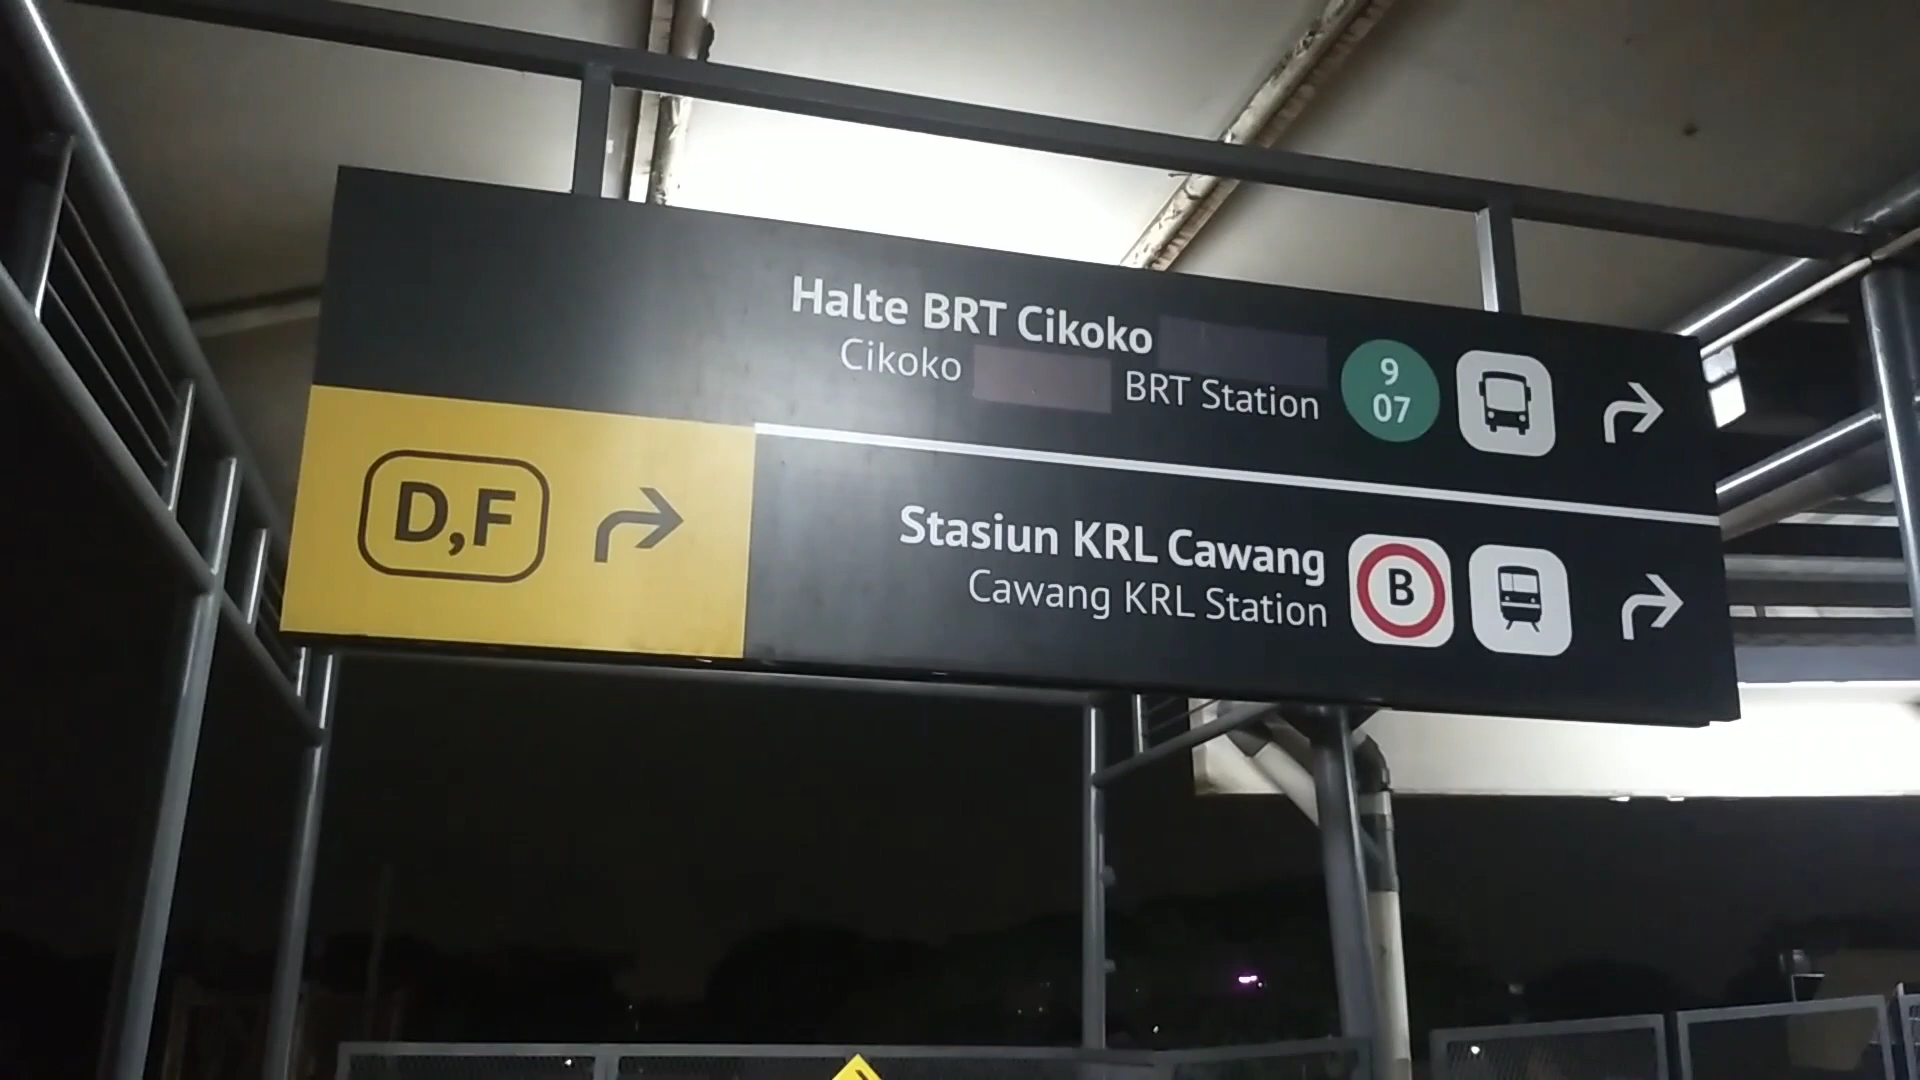 Halte BRT Cikoko
Cikoko BRT Station
9
07
D,F
Stasiun KRL Cawang
Cawang KRL Station
B